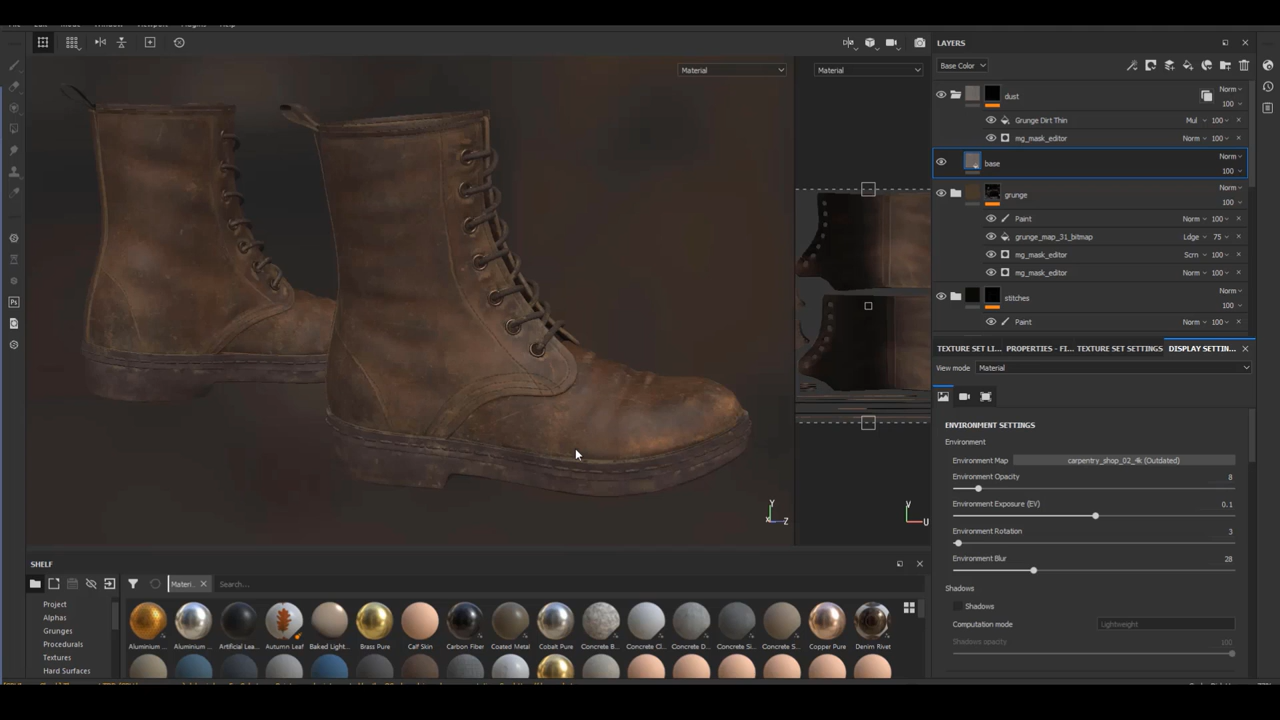 LAYERS
Material
Material
Base Color
dust
Norm
100
Grunge Dirt Thin
Mul
100
mg_mask_editor
Norm
100
base
Norm
100
grunge
Norm
100
Paint
Norm
100
grunge_map_31_bitmap
Ldge
75
mg_mask_editor
Scrn
100
mg_mask_editor
Norm
100
stitches
Norm
100
Paint
Norm
100
TEXTURE SET LI...
PROPERTIES - FI...
TEXTURE SET SETTINGS
DISPLAY SETTIN...
View mode
Material
ENVIRONMENT SETTINGS
Environment
Environment Map
carpentry_shop_02_4k (Outdated)
Environment Opacity
8
Environment Exposure (EV)
0.1
Environment Rotation
3
Environment Blur
28
Shadows
Shadows
Computation mode
Lightweight
Shadows opacity
100
Y
X
Z
V
U
SHELF
Materi...
Search...
Project
Alphas
Grunges
Procedurals
Textures
Hard Surfaces
Ps
Aluminium ...
Aluminium ...
Artificial Lea...
Autumn Leaf
Baked Light...
Brass Pure
Calf Skin
Carbon Fiber
Coated Metal
Cobalt Pure
Concrete B...
Concrete Cl...
Concrete D...
Concrete Si...
Concrete S...
Copper Pure
Denim Rivet